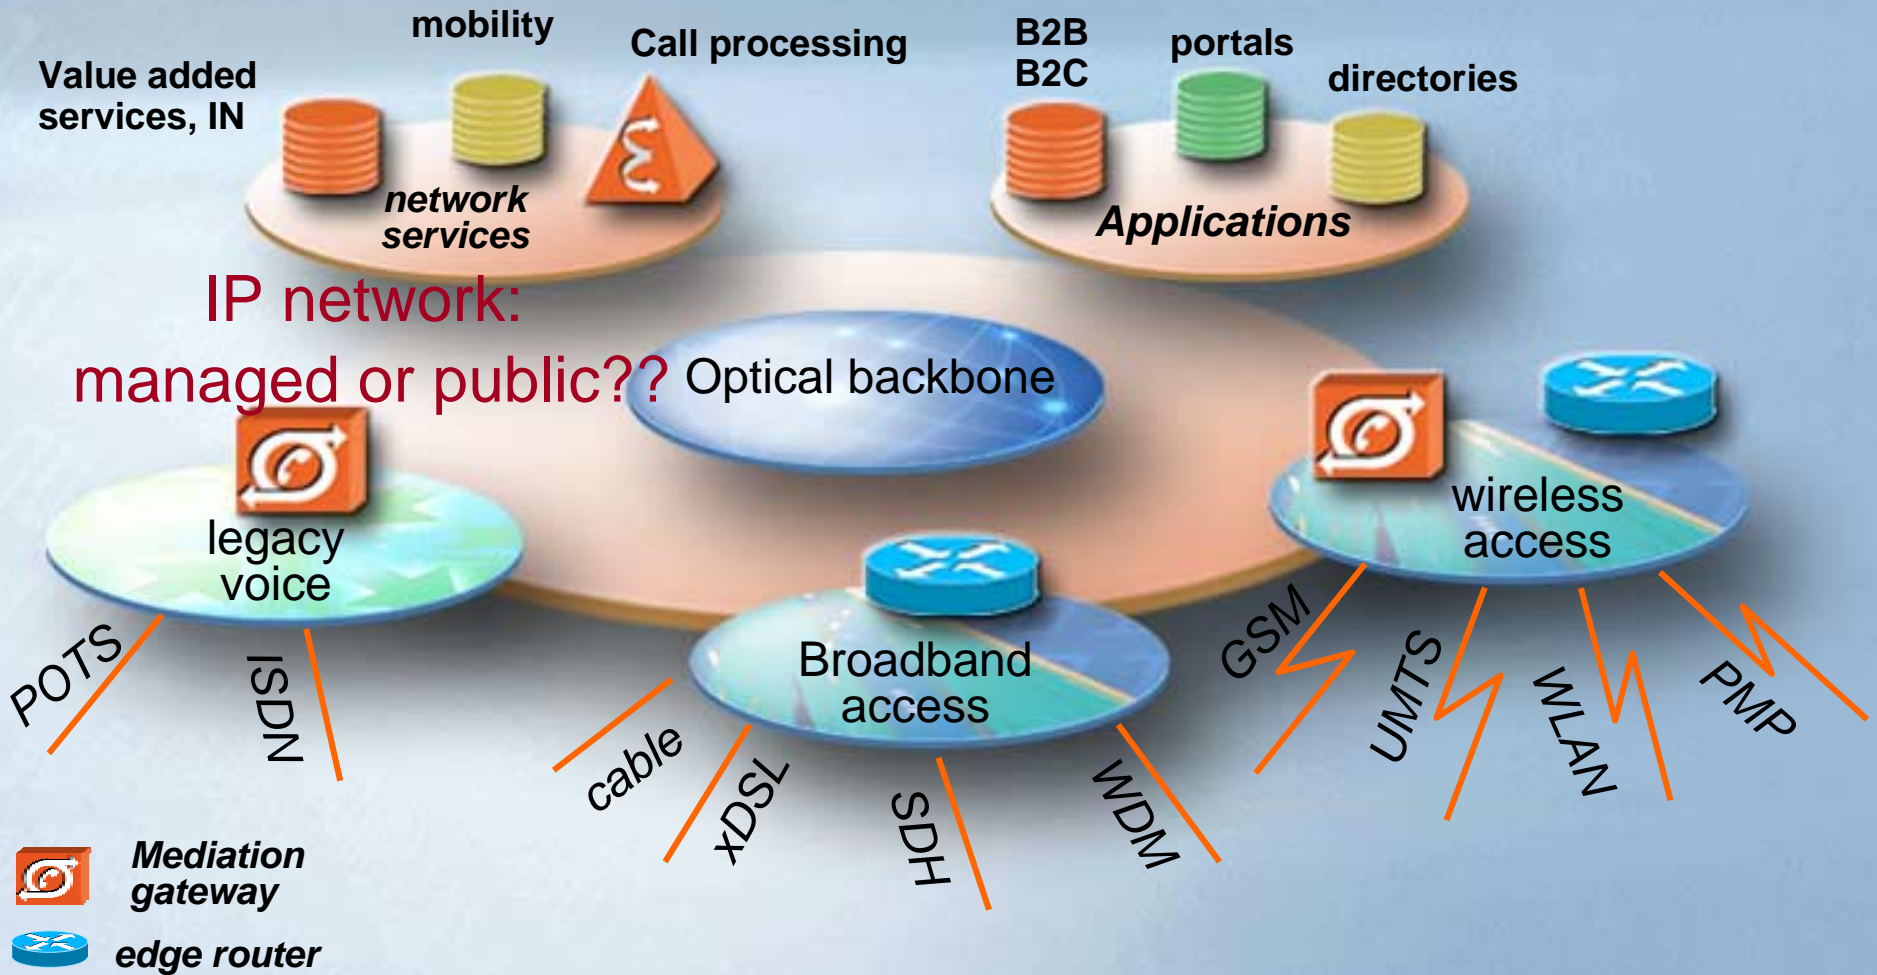 mobility
Call processing
B2B
B2C
portals
directories
Value added
services, IN
network
services
Applications
IP network:
managed or public??
Optical backbone
legacy
voice
wireless
access
Broadband
access
POTS
ISDN
cable
xDSL
SDH
WDM
GSM
UMTS
WLAN
PMP
Mediation
gateway
edge router